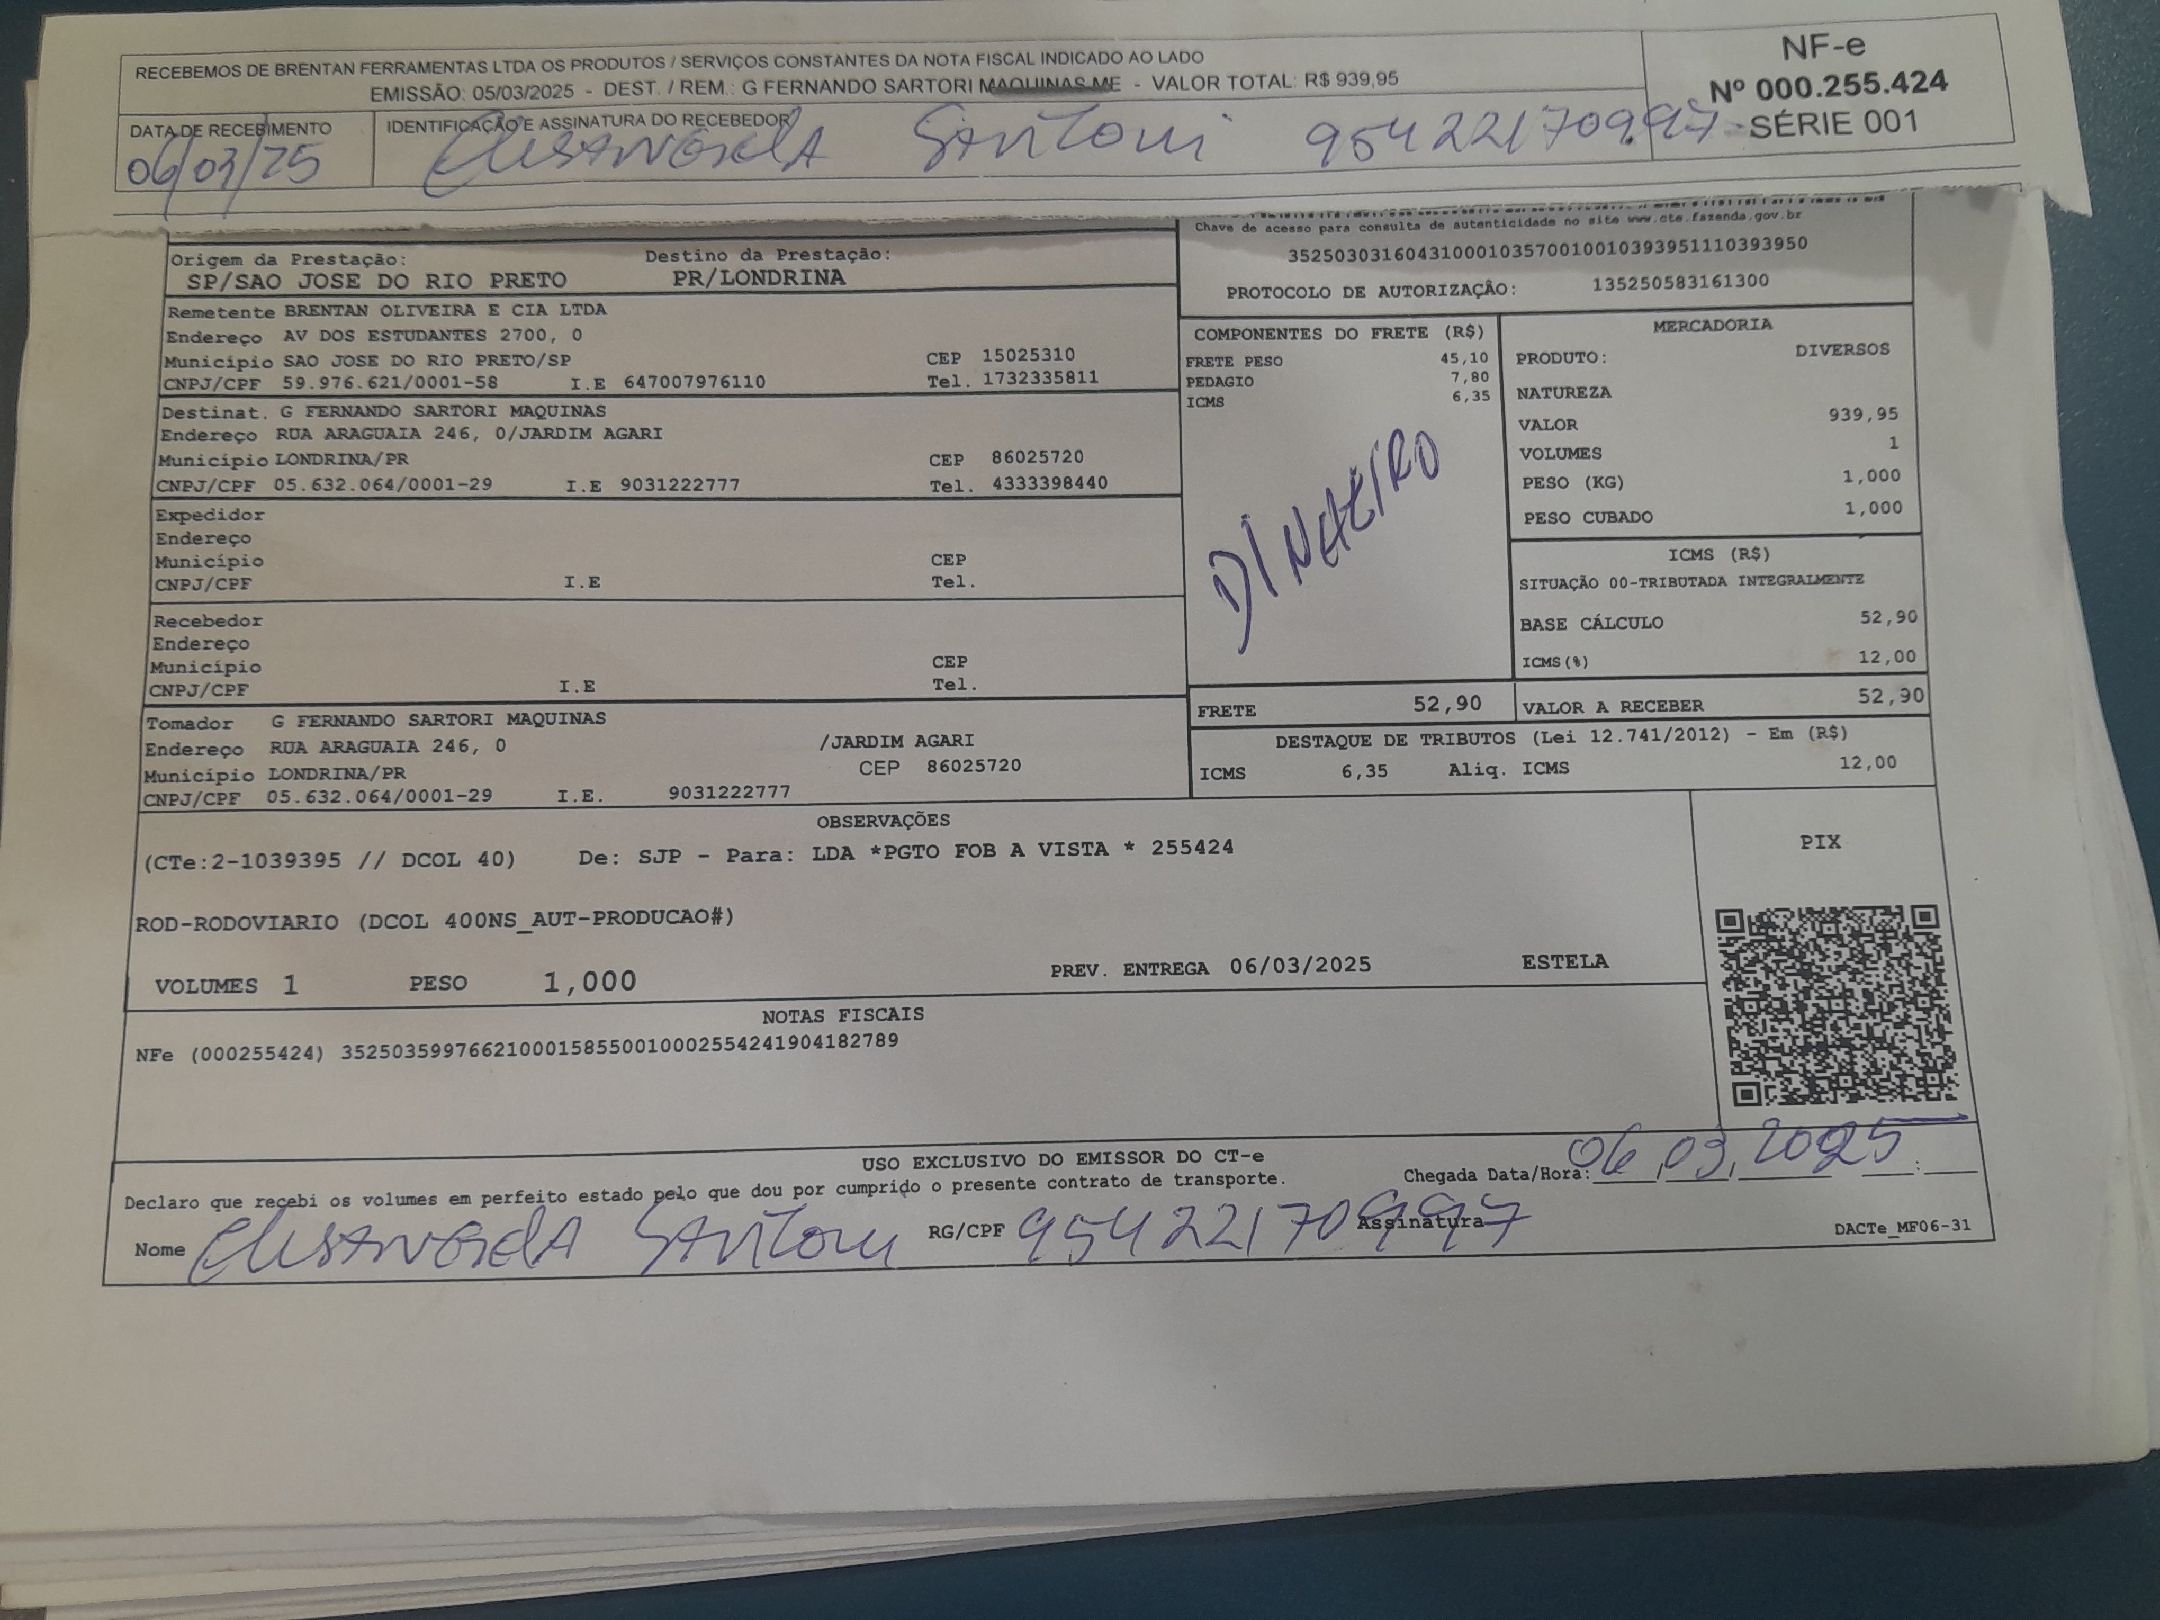 RECEBEMOS DE BRENTAN FERRAMENTAS LTDA OS PRODUTOS / SERVIÇOS CONSTANTES DA NOTA FISCAL INDICADO AO LADO
EMISSÃO: 05/03/2025 - DEST. / REM.: G FERNANDO SARTORI MAQUINAS ME - VALOR TOTAL: R$ 939,95
NF-e
Nº 000.255.424
SÉRIE 001
DATA DE RECEBIMENTO
06/03/25
IDENTIFICAÇÃO E ASSINATURA DO RECEBEDOR
Elisangela Santoni 95422170997
Chave de acesso para consulta de autenticidade no site www.cte.fazenda.gov.br
35250303160431000103570010010393951110393950
PROTOCOLO DE AUTORIZAÇÃO: 135250583161300
Origem da Prestação: Destino da Prestação:
SP/SAO JOSE DO RIO PRETO PR/LONDRINA
Remetente BRENTAN OLIVEIRA E CIA LTDA
Endereço AV DOS ESTUDANTES 2700, 0
Município SAO JOSE DO RIO PRETO/SP CEP 15025310
CNPJ/CPF 59.976.621/0001-58 I.E 647007976110 Tel. 1732335811
Destinat. G FERNANDO SARTORI MAQUINAS
Endereço RUA ARAGUAIA 246, 0/JARDIM AGARI
Município LONDRINA/PR CEP 86025720
CNPJ/CPF 05.632.064/0001-29 I.E 9031222777 Tel. 4333398440
Expedidor
Endereço
Município CEP
CNPJ/CPF I.E Tel.
Recebedor
Endereço
Município CEP
CNPJ/CPF I.E Tel.
Tomador G FERNANDO SARTORI MAQUINAS
Endereço RUA ARAGUAIA 246, 0 /JARDIM AGARI
Município LONDRINA/PR CEP 86025720
CNPJ/CPF 05.632.064/0001-29 I.E. 9031222777
COMPONENTES DO FRETE (R$)
FRETE PESO 45,10
PEDAGIO 7,80
ICMS 6,35
DINHEIRO
MERCADORIA
PRODUTO: DIVERSOS
NATUREZA
VALOR 939,95
VOLUMES 1
PESO (KG) 1,000
PESO CUBADO 1,000
ICMS (R$)
SITUAÇÃO 00-TRIBUTADA INTEGRALMENTE
BASE CÁLCULO 52,90
ICMS(%) 12,00
FRETE 52,90 VALOR A RECEBER 52,90
DESTAQUE DE TRIBUTOS (Lei 12.741/2012) - Em (R$)
ICMS 6,35 Aliq. ICMS 12,00
OBSERVAÇÕES
(CTe:2-1039395 // DCOL 40) De: SJP - Para: LDA *PGTO FOB A VISTA * 255424
ROD-RODOVIARIO (DCOL 400NS_AUT-PRODUCAO#)
VOLUMES 1 PESO 1,000 PREV. ENTREGA 06/03/2025 ESTELA
PIX
NOTAS FISCAIS
NFe (000255424) 35250359976621000158550010002554241904182789
USO EXCLUSIVO DO EMISSOR DO CT-e
Declaro que recebi os volumes em perfeito estado pelo que dou por cumprido o presente contrato de transporte.
Chegada Data/Hora: 06.03.2025 :
Nome Elisangela Santoni RG/CPF 95422170997 Assinatura
DACTe_MF06-31